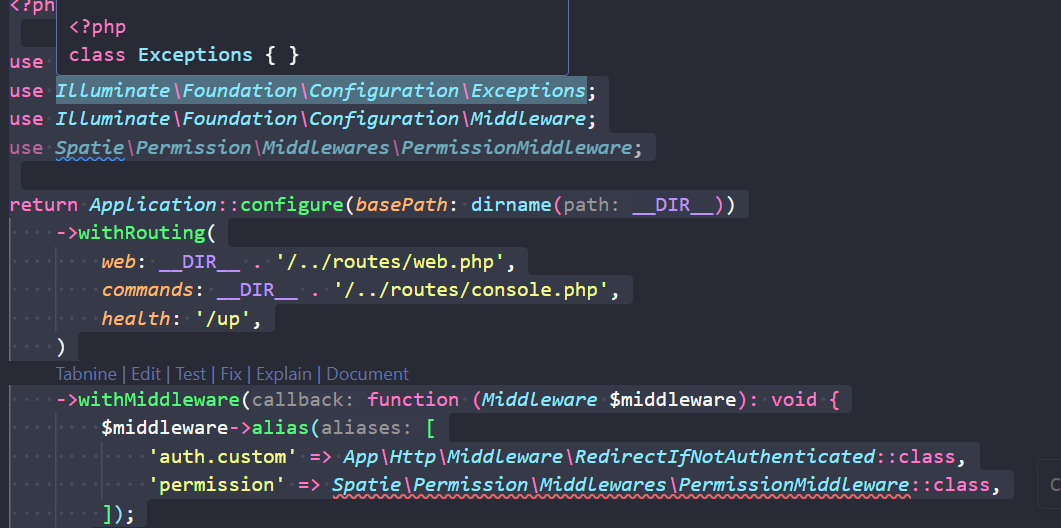 <?ph
<?php
class Exceptions { }
use
use Illuminate\Foundation\Configuration\Exceptions;
use Illuminate\Foundation\Configuration\Middleware;
use Spatie\Permission\Middlewares\PermissionMiddleware;
return Application::configure(basePath: dirname(path: __DIR__))
->withRouting(
web: __DIR__ . '/../routes/web.php',
commands: __DIR__ . '/../routes/console.php',
health: '/up',
)
Tabnine | Edit | Test | Fix | Explain | Document
->withMiddleware(callback: function (Middleware $middleware): void {
$middleware->alias(aliases: [
'auth.custom' => App\Http\Middleware\RedirectIfNotAuthenticated::class,
'permission' => Spatie\Permission\Middlewares\PermissionMiddleware::class,
]);